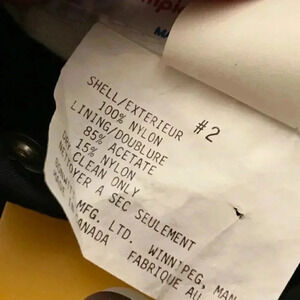 SHELL/EXTERIEUR #2
100% NYLON
LINING/DOUBLURE
85% ACETATE
15% NYLON
DRY CLEAN ONLY
NETTOYER A SEC SEULEMENT
MFG. LTD. WINNIPEG, MAN
CANADA FABRIQUE AU